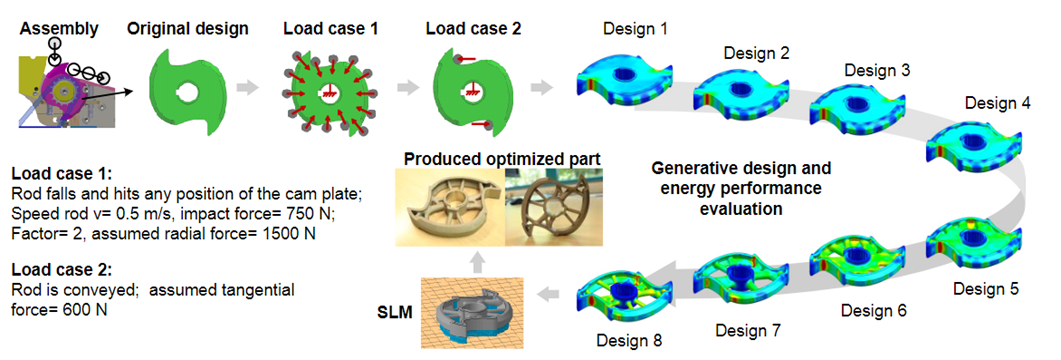 Assembly
Original design
Load case 1
Load case 2
Design 1
Design 2
Design 3
Design 4
Load case 1:
Rod falls and hits any position of the cam plate;
Speed rod v= 0.5 m/s, impact force= 750 N;
Factor= 2, assumed radial force= 1500 N
Load case 2:
Rod is conveyed;  assumed tangential
force= 600 N
Produced optimized part
Generative design and
energy performance
evaluation
SLM
Design 5
Design 6
Design 7
Design 8